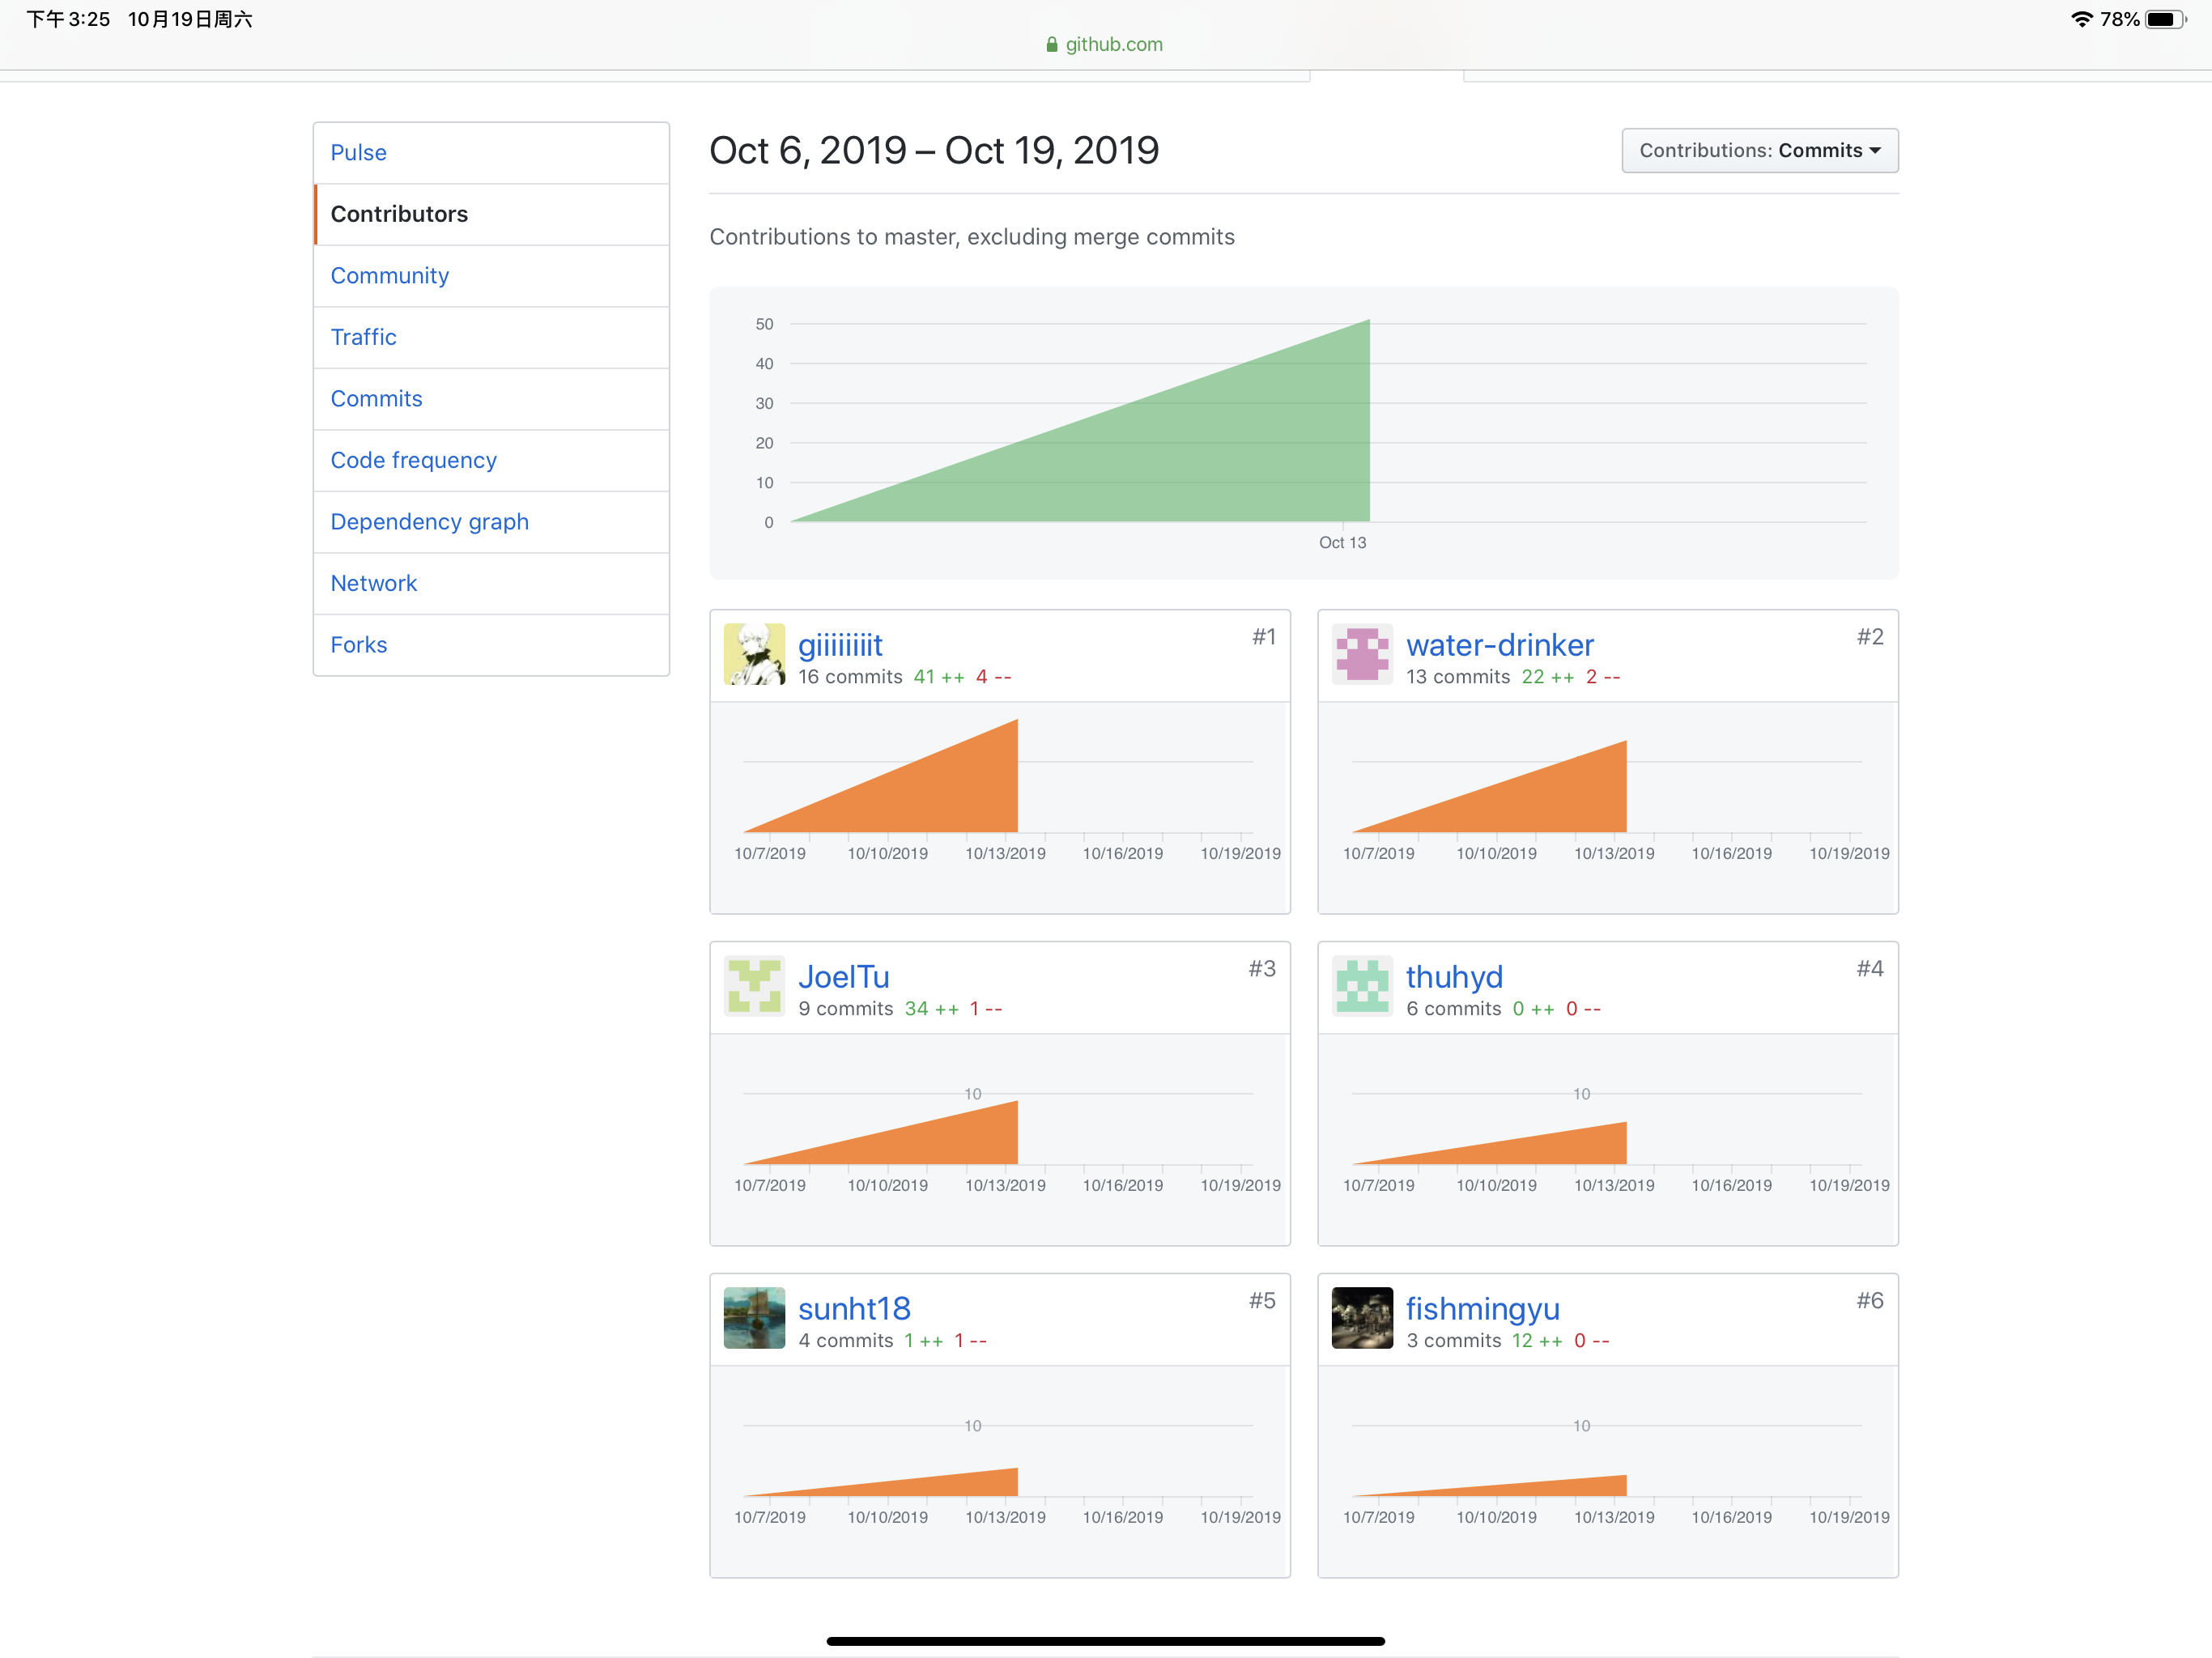 下午3:25 10月19日周六
78%
github.com
Pulse
Contributors
Community
Traffic
Commits
Code frequency
Dependency graph
Network
Forks
Oct 6, 2019 – Oct 19, 2019
Contributions: Commits
Contributions to master, excluding merge commits
50
40
30
20
10
0
Oct 13
giiiiiiiit
#1
16 commits 41 ++ 4 --
10/7/2019 10/10/2019 10/13/2019 10/16/2019 10/19/2019
water-drinker
#2
13 commits 22 ++ 2 --
10/7/2019 10/10/2019 10/13/2019 10/16/2019 10/19/2019
JoelTu
#3
9 commits 34 ++ 1 --
10
10/7/2019 10/10/2019 10/13/2019 10/16/2019 10/19/2019
thuhyd
#4
6 commits 0 ++ 0 --
10
10/7/2019 10/10/2019 10/13/2019 10/16/2019 10/19/2019
sunht18
#5
4 commits 1 ++ 1 --
10
10/7/2019 10/10/2019 10/13/2019 10/16/2019 10/19/2019
fishmingyu
#6
3 commits 12 ++ 0 --
10
10/7/2019 10/10/2019 10/13/2019 10/16/2019 10/19/2019